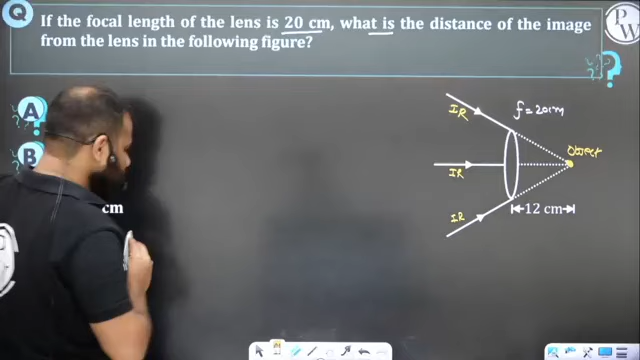 Q
If the focal length of the lens is 20 cm, what is the distance of the image
from the lens in the following figure?
PW
A
B
cm
f = 20cm
IR
IR
IR
Object
12 cm